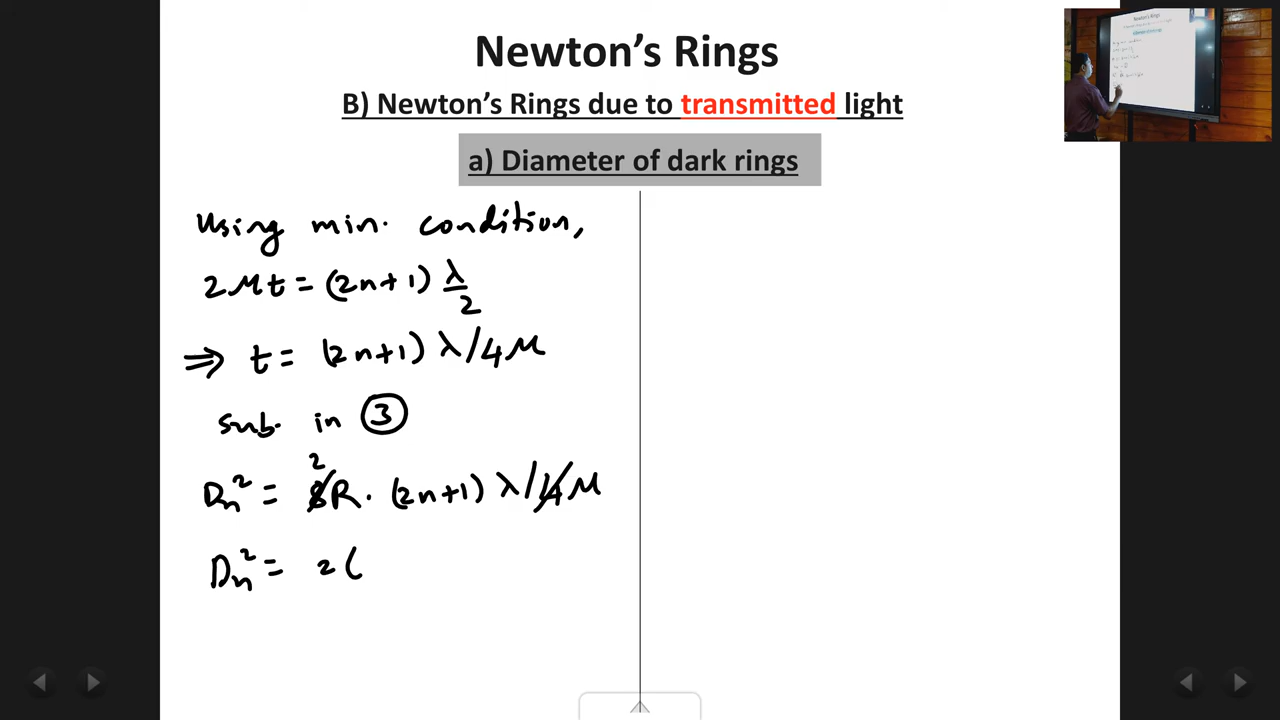 Newton's Rings
B) Newton's Rings due to transmitted light
a) Diameter of dark rings
Using min. condition,
2μt = (2n+1) λ/2
⇒ t = (2n+1) λ/4μ
sub. in ③
2
Dn² = 8R. (2n+1) λ/4μ
Dn² = 2(